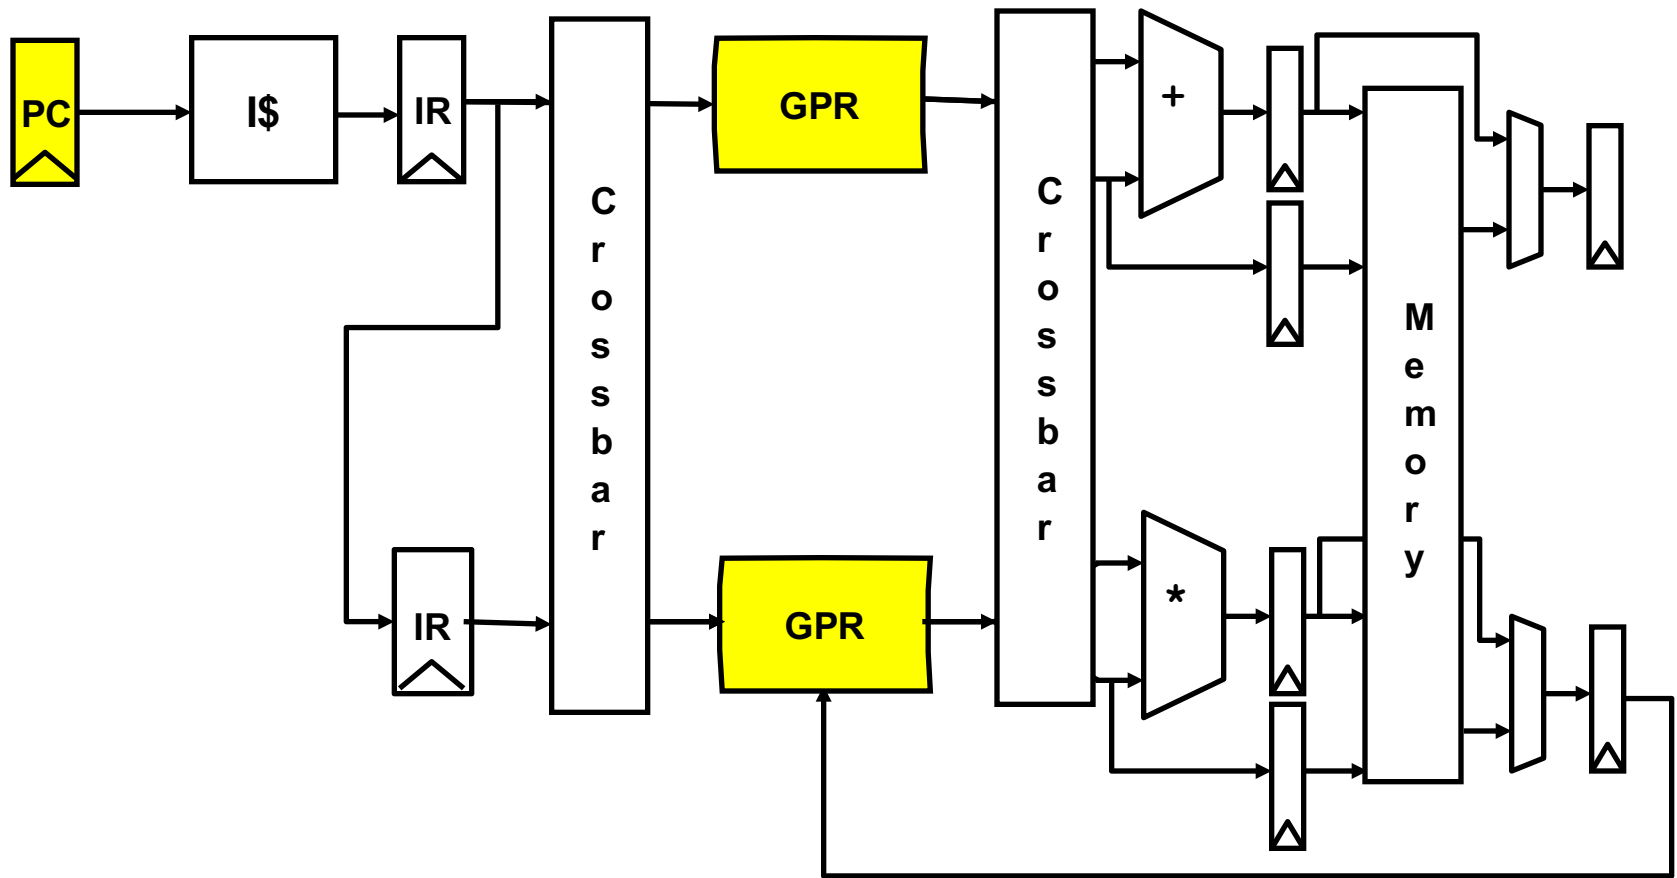 PC
I$
IR
Crossbar
GPR
Crossbar
+
Memory
IR
GPR
*